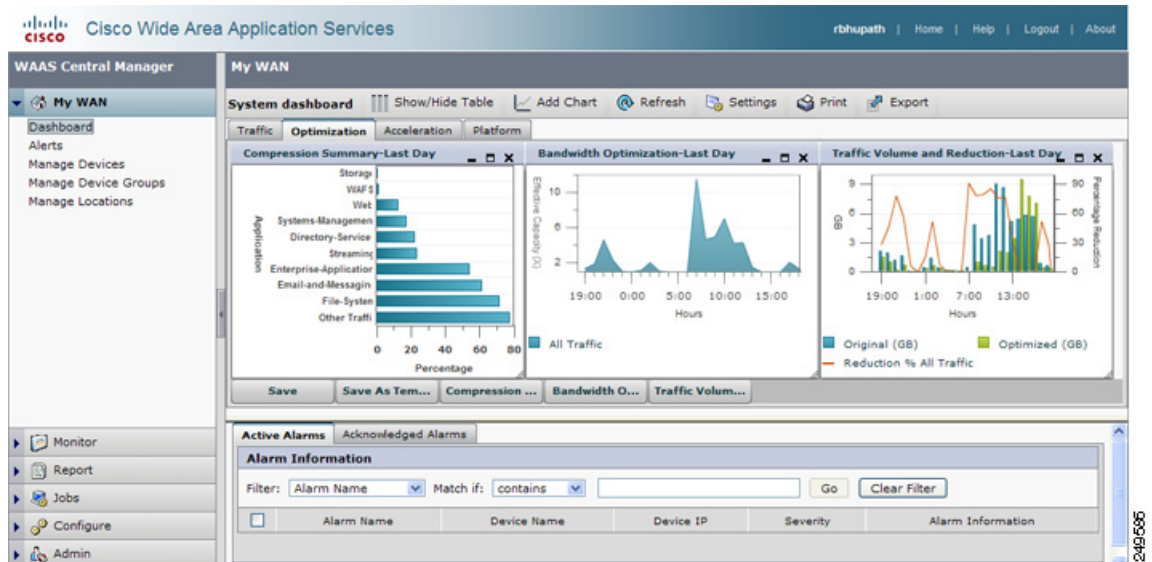 CISCO Cisco Wide Area Application Services
rbhupath | Home | Help | Logout | About
WAAS Central Manager
My WAN
Dashboard
Alerts
Manage Devices
Manage Device Groups
Manage Locations
Monitor
Report
Jobs
Configure
Admin
My WAN
System dashboard Show/Hide Table Add Chart Refresh Settings Print Export
Traffic Optimization Acceleration Platform
Compression Summary-Last Day
Application
Storag
WAFS
Wet
Systems-Managemen
Directory-Service
Streaming
Enterprise-Application
Email-and-Messagin
File-System
Other Traffi
0 20 40 60 80
Percentage
Bandwidth Optimization-Last Day
Effective Capacity (X)
10
6
2
19:00 0:00 5:00 10:00 15:00
Hours
All Traffic
Traffic Volume and Reduction-Last Day
GB
9
6
3
0
90
60
30
0
Percentage Reduction
19:00 1:00 7:00 13:00
Hours
Original (GB) Optimized (GB)
Reduction % All Traffic
Save Save As Tem... Compression ... Bandwidth O... Traffic Volum...
Active Alarms Acknowledged Alarms
Alarm Information
Filter: Alarm Name Match if: contains Go Clear Filter
Alarm Name Device Name Device IP Severity Alarm Information
249585